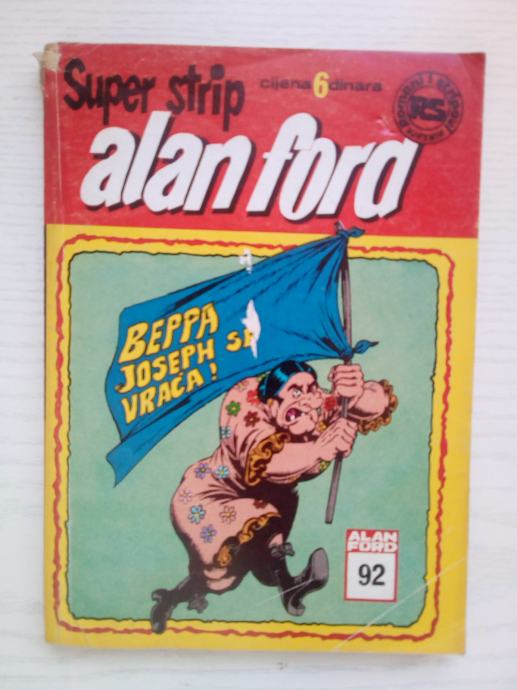 Super strip
cijena 6 dinara
RS
alan ford
BEPPA
JOSEPH SE
VRAĆA!
ALAN
FORD
92